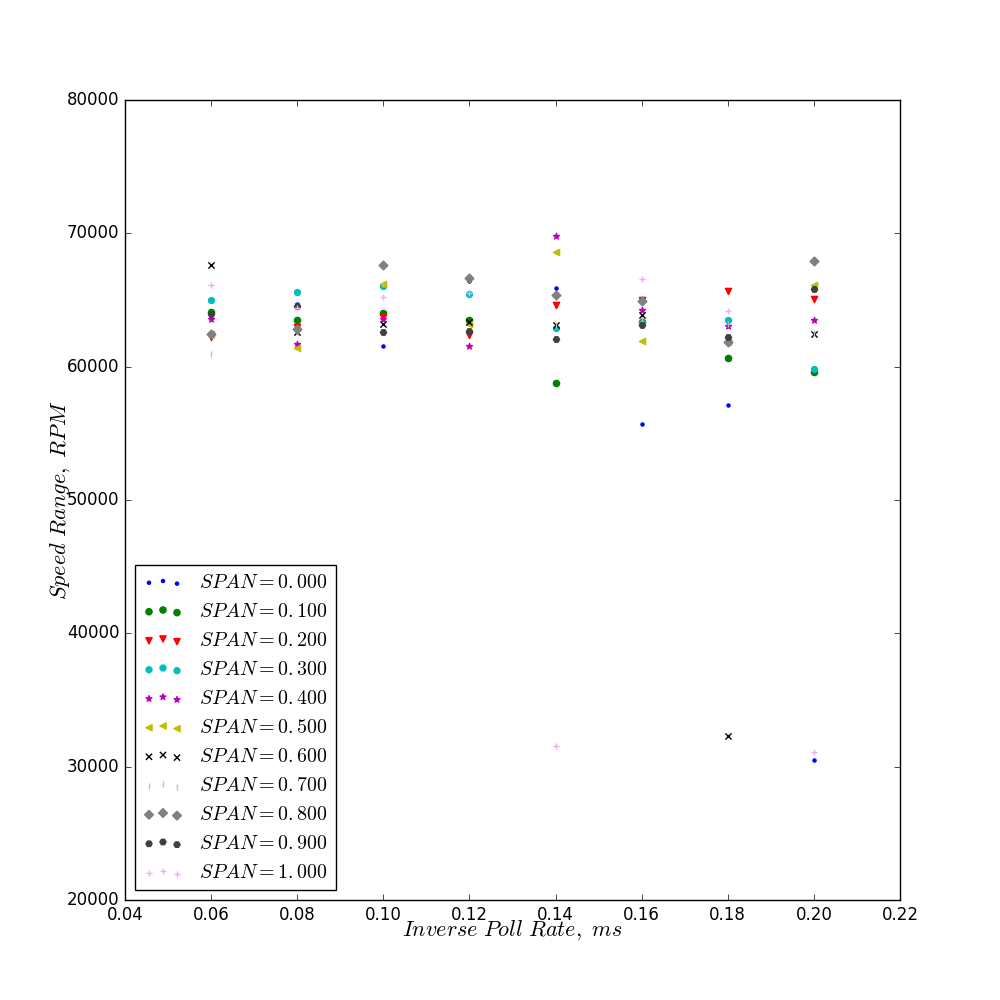 80000
70000
60000
50000
40000
30000
20000
Speed Range, RPM
SPAN=0.000
SPAN=0.100
SPAN=0.200
SPAN=0.300
SPAN=0.400
SPAN=0.500
SPAN=0.600
SPAN=0.700
SPAN=0.800
SPAN=0.900
SPAN=1.000
0.04 0.06 0.08 0.10 0.12 0.14 0.16 0.18 0.20 0.22
Inverse Poll Rate, ms